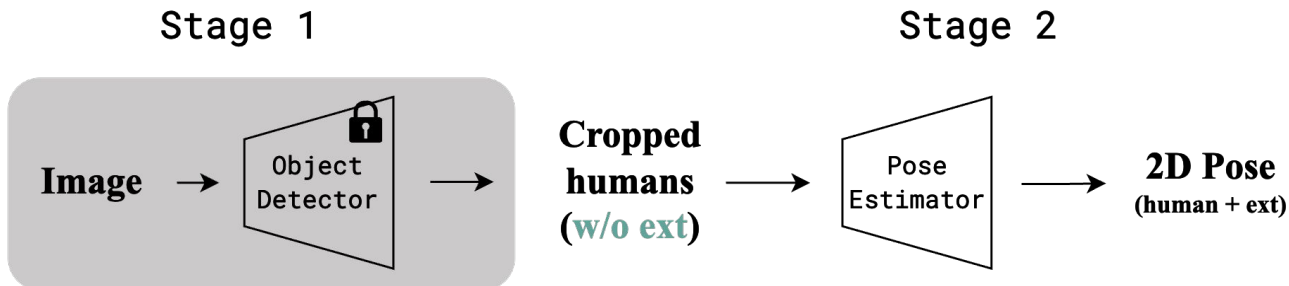 Stage 1
Stage 2
Image
Object
Detector
Cropped
humans
(w/o ext)
Pose
Estimator
2D Pose
(human + ext)